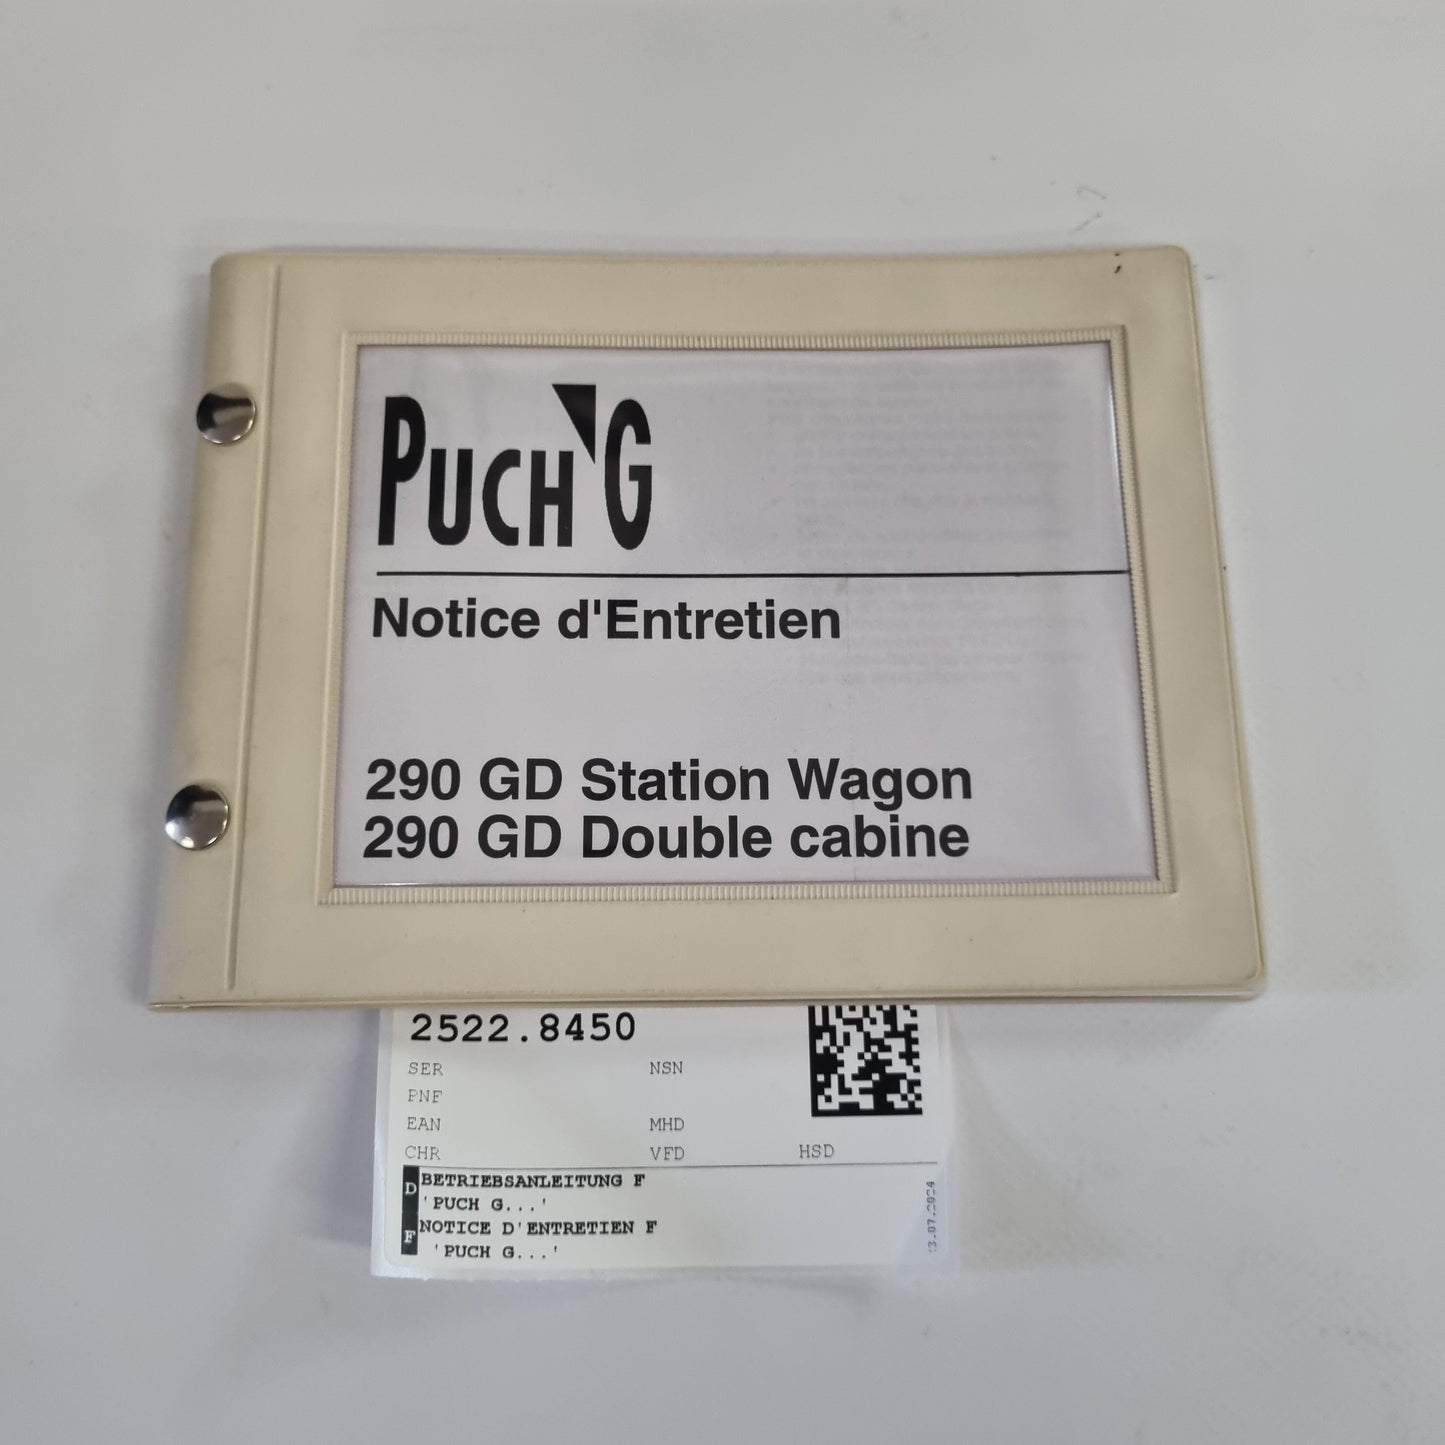 PUCH G
Notice d'Entretien
290 GD Station Wagon
290 GD Double cabine
2522.8450
SER NSN
PNF
EAN MHD
CHR VFD HSD
D BETRIEBSANLEITUNG F
'PUCH G...'
F NOTICE D'ENTRETIEN F
'PUCH G...'